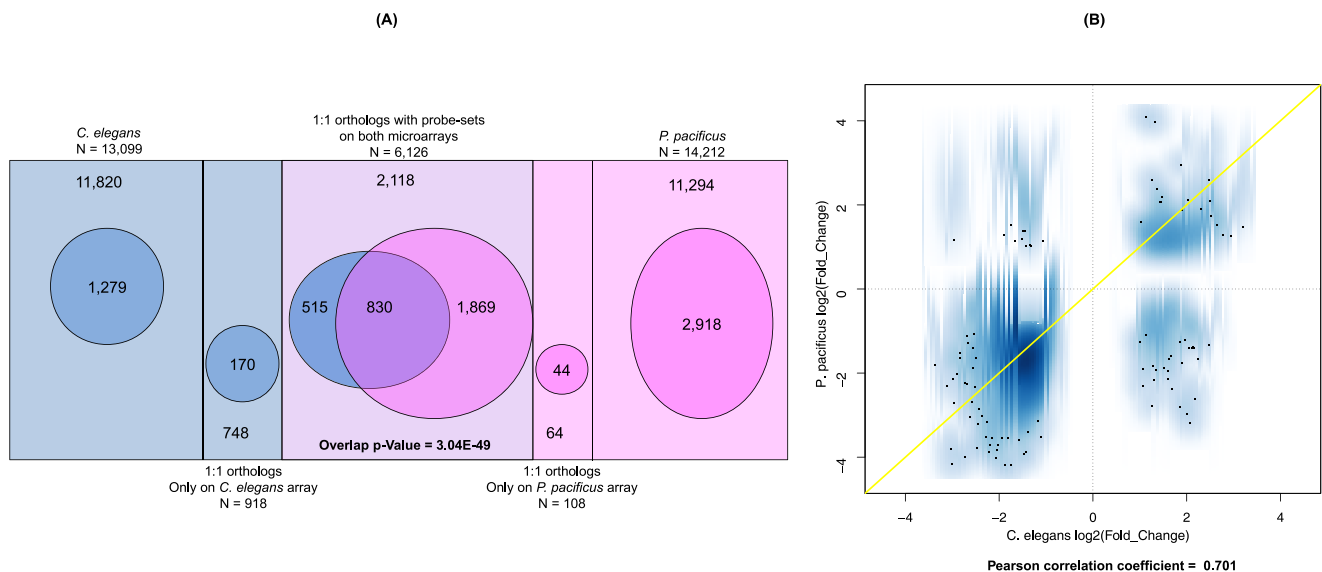 (A)
C. elegans
N = 13,099
1:1 orthologs with probe-sets
on both microarrays
N = 6,126
P. pacificus
N = 14,212
11,820
2,118
11,294
1,279
515
830
1,869
2,918
170
44
748
64
Overlap p-Value = 3.04E-49
1:1 orthologs
Only on C. elegans array
N = 918
1:1 orthologs
Only on P. pacificus array
N = 108
(B)
P. pacificus log2(Fold_Change)
4
2
0
−2
−4
−4 −2 0 2 4
C. elegans log2(Fold_Change)
Pearson correlation coefficient = 0.701